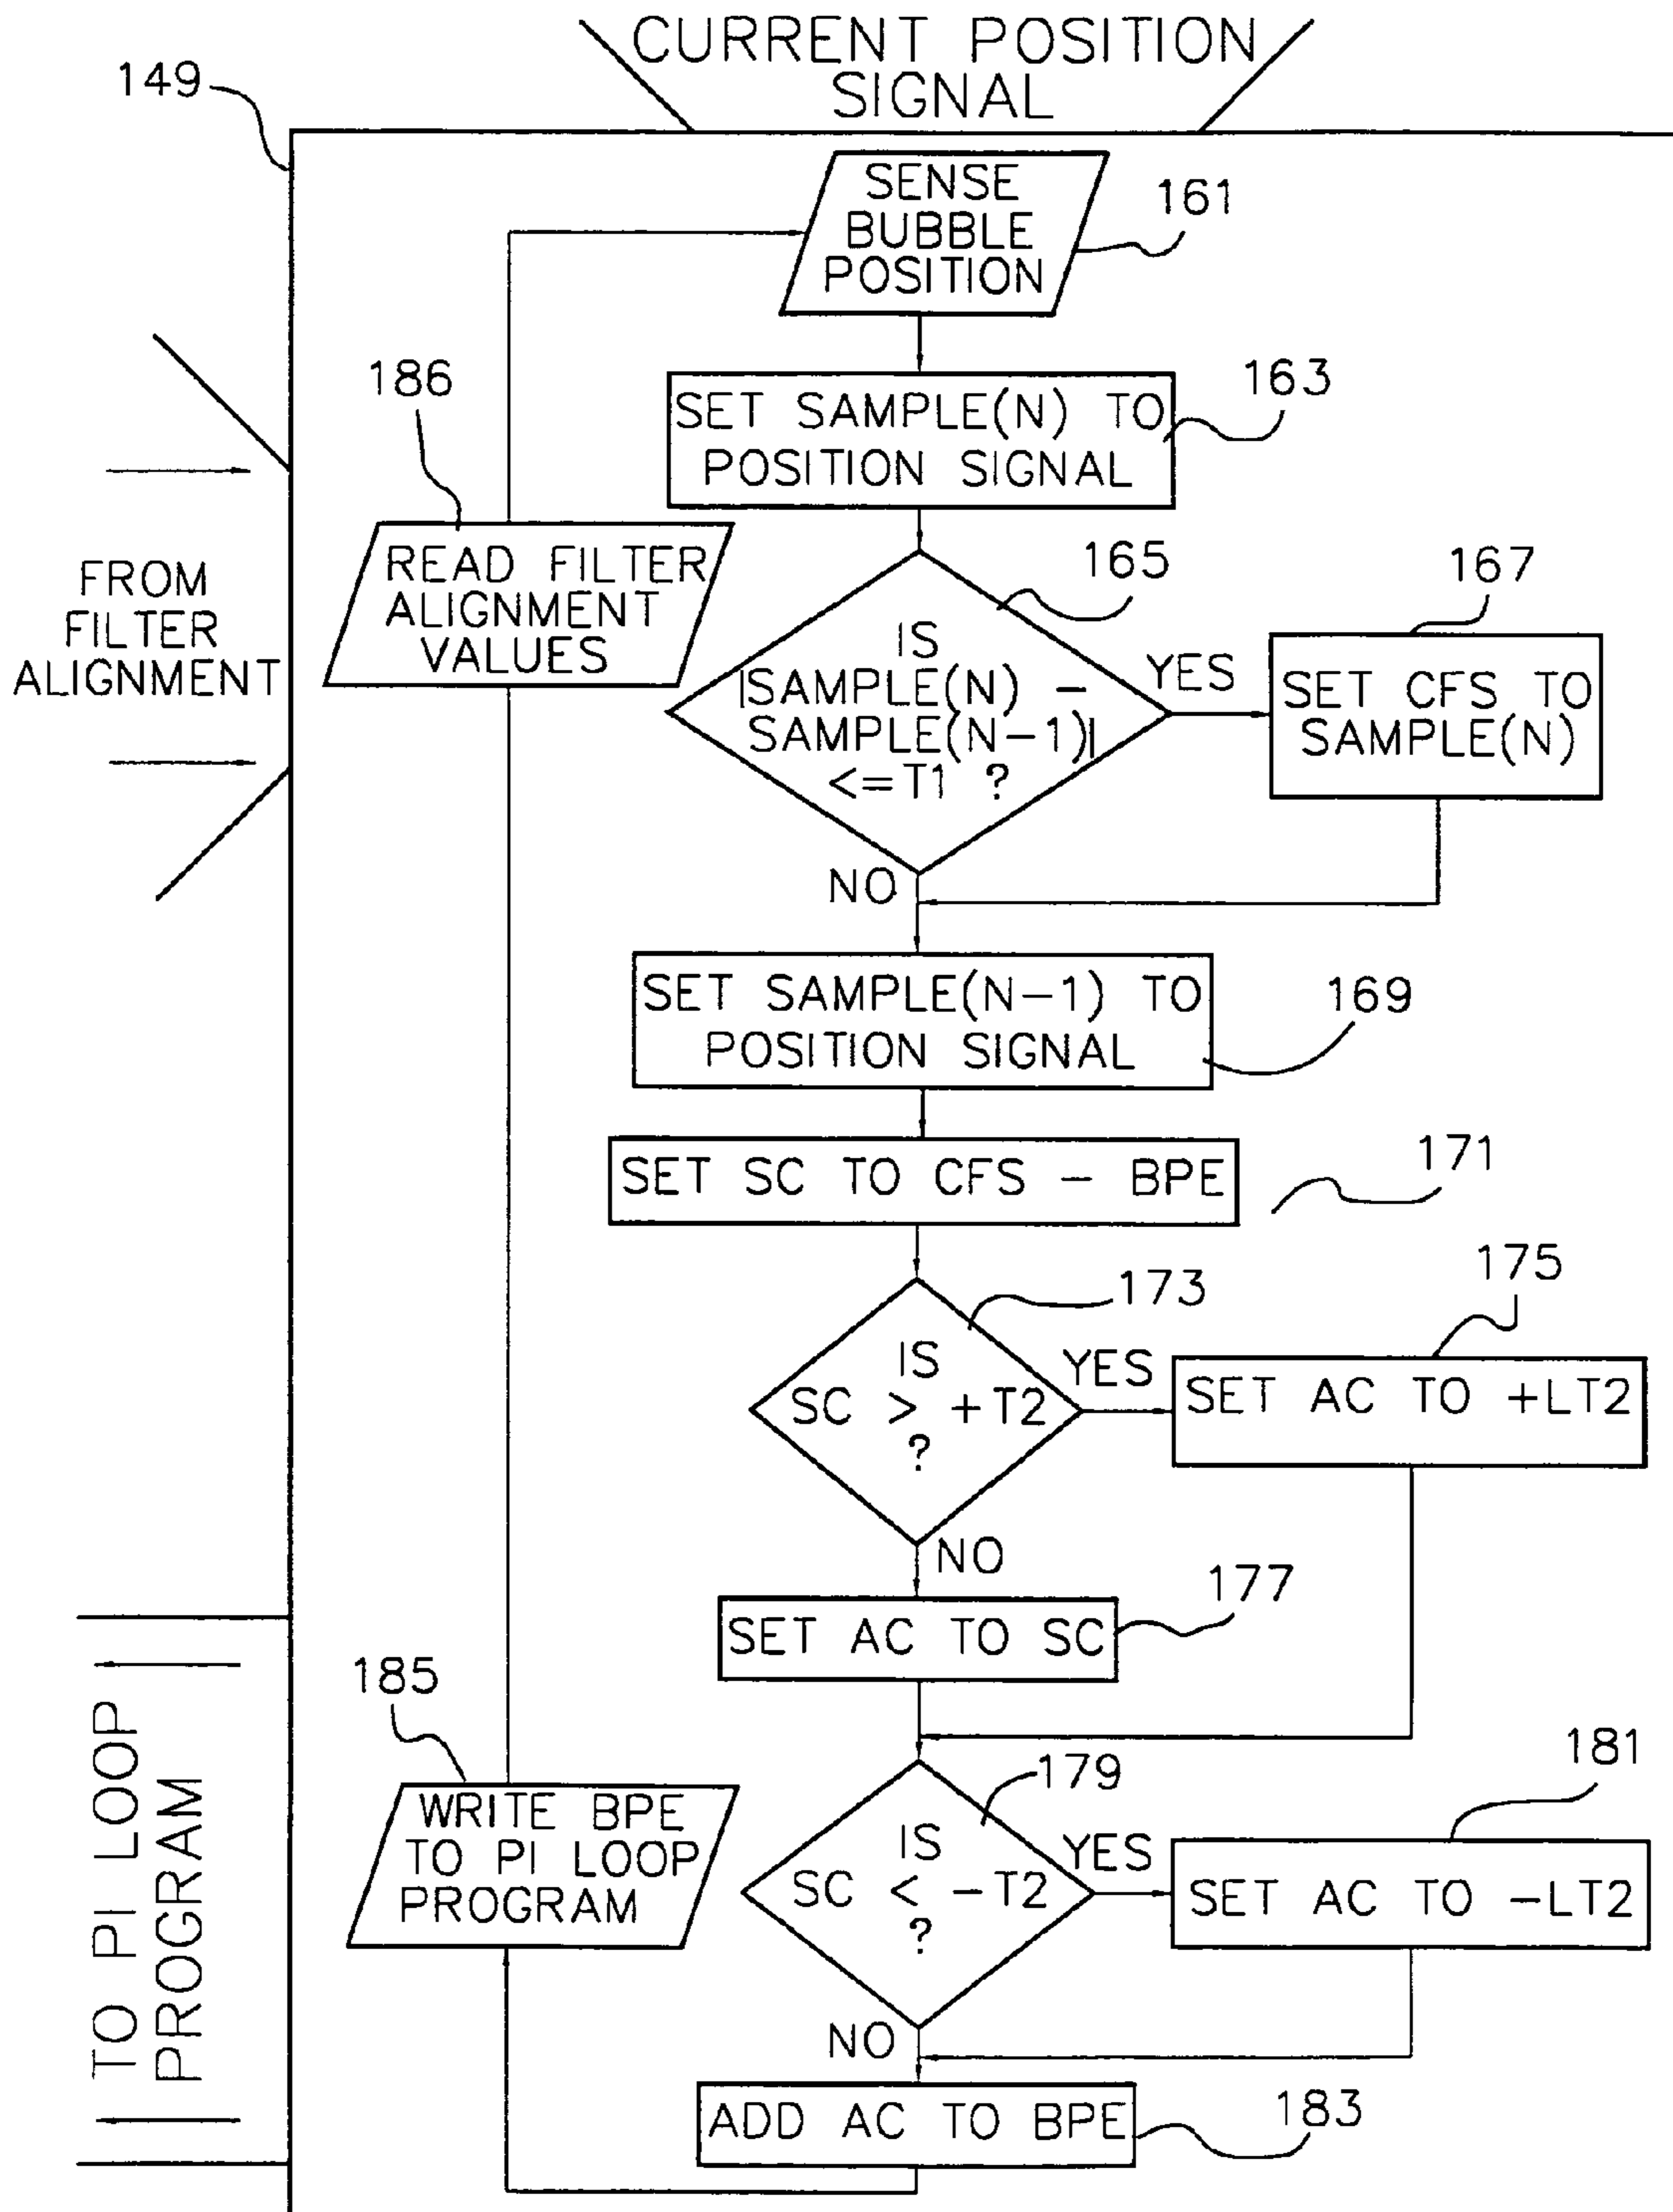 CURRENT POSITION
SIGNAL
149
SENSE
BUBBLE
POSITION
161
186
SET SAMPLE(N) TO
POSITION SIGNAL
163
READ FILTER
ALIGNMENT
VALUES
FROM
FILTER
ALIGNMENT
165
IS
|SAMPLE(N) –
SAMPLE(N–1)|
<=T1 ?
YES
167
SET CFS TO
SAMPLE(N)
NO
SET SAMPLE(N–1) TO
POSITION SIGNAL
169
SET SC TO CFS – BPE
171
173
IS
SC > +T2
?
YES
175
SET AC TO +LT2
NO
177
SET AC TO SC
185
WRITE BPE
TO PI LOOP
PROGRAM
TO PI LOOP
PROGRAM
179
IS
SC < –T2
?
YES
181
SET AC TO –LT2
NO
ADD AC TO BPE
183